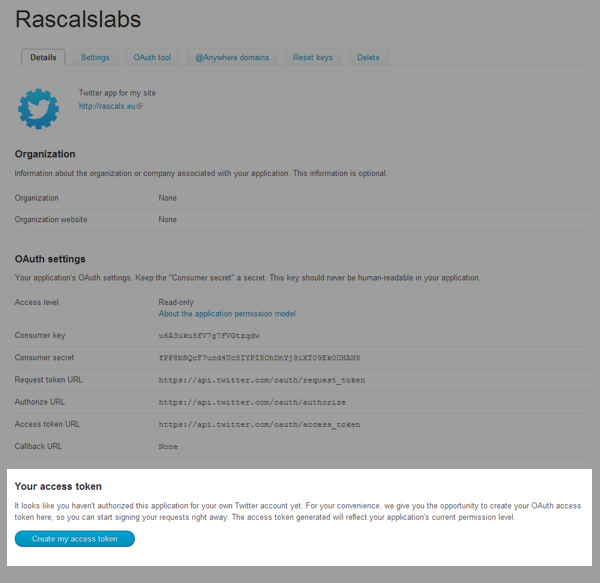 Rascalslabs
Details Settings OAuth tool @Anywhere domains Reset keys Delete
Twitter app for my site
http://rascals.eu
Organization
Information about the organization or company associated with your application. This information is optional.
Organization None
Organization website None
OAuth settings
Your application's OAuth settings. Keep the "Consumer secret" a secret. This key should never be human-readable in your application.
Access level Read-only
About the application permission model
Consumer key
Consumer secret
Request token URL https://api.twitter.com/oauth/request_token
Authorize URL https://api.twitter.com/oauth/authorize
Access token URL https://api.twitter.com/oauth/access_token
Callback URL None
Your access token
It looks like you haven't authorized this application for your own Twitter account yet. For your convenience, we give you the opportunity to create your OAuth access
token here, so you can start signing your requests right away. The access token generated will reflect your application's current permission level.
Create my access token